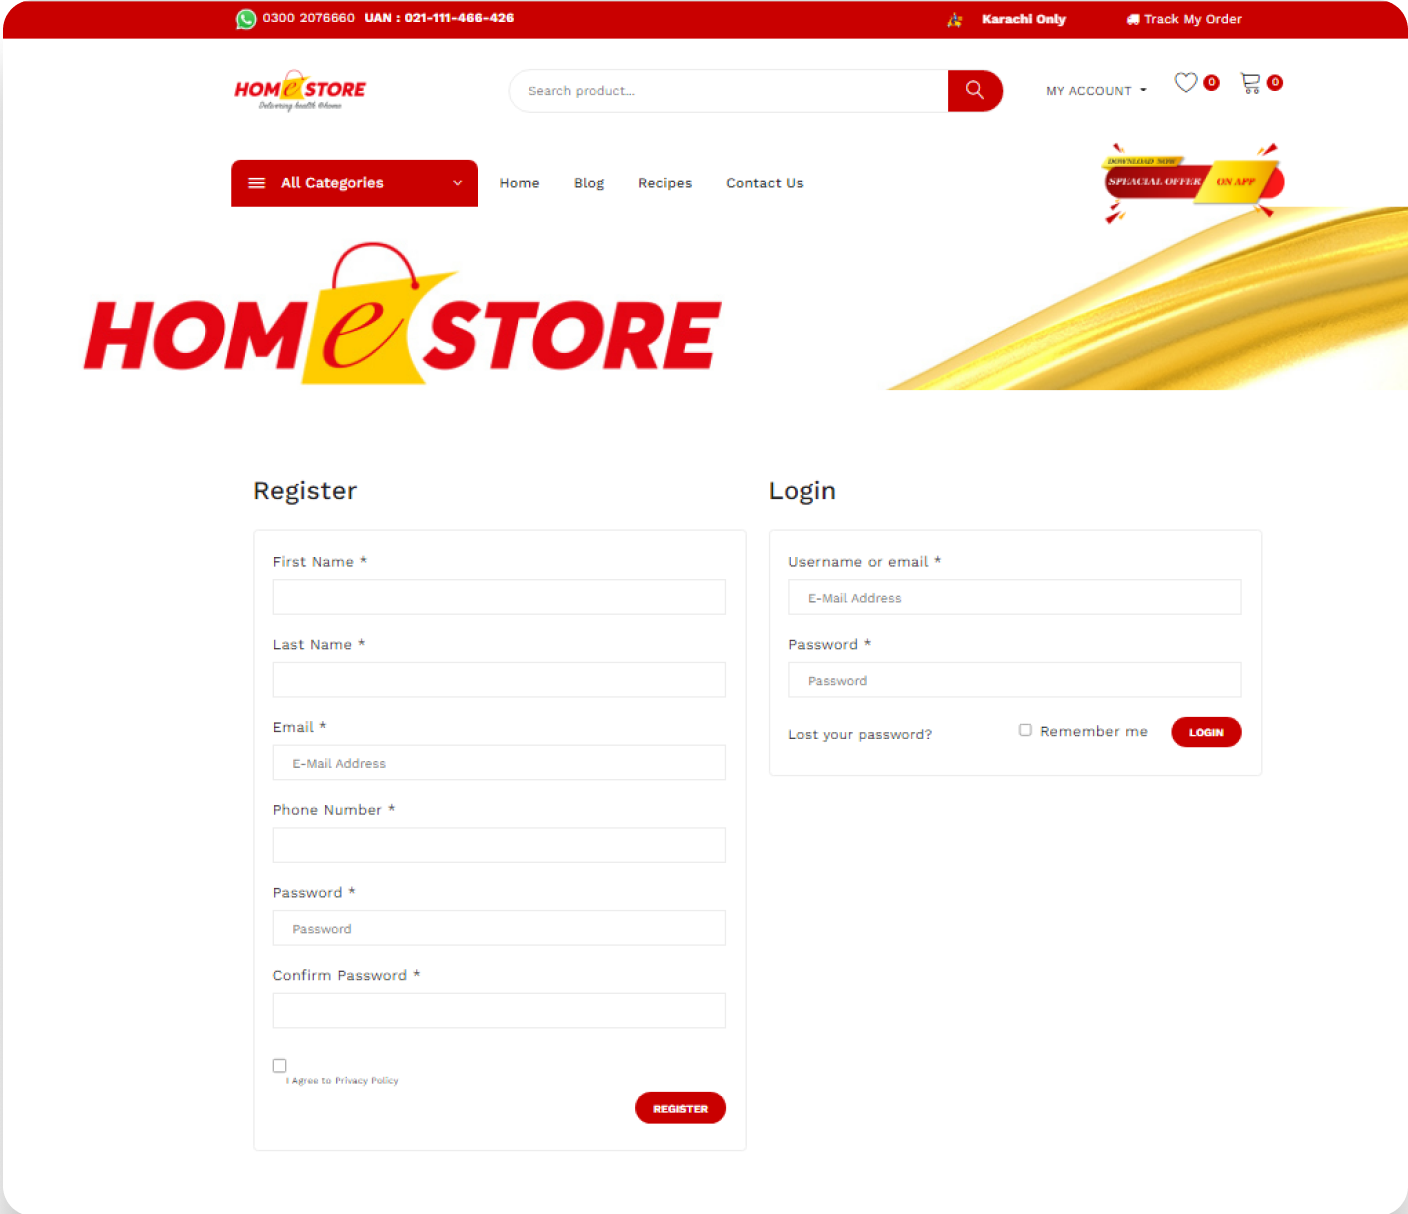 0300 2076660 UAN : 021-111-466-426
Karachi Only
Track My Order
HOMeSTORE
Delivering health @home
Search product...
MY ACCOUNT
0
0
All Categories
Home
Blog
Recipes
Contact Us
DOWNLOAD NOW
SPEACIAL OFFER ON APP
HOMeSTORE
Register
First Name *
Last Name *
Email *
E-Mail Address
Phone Number *
Password *
Password
Confirm Password *
I Agree to Privacy Policy
REGISTER
Login
Username or email *
E-Mail Address
Password *
Password
Lost your password?
Remember me
LOGIN